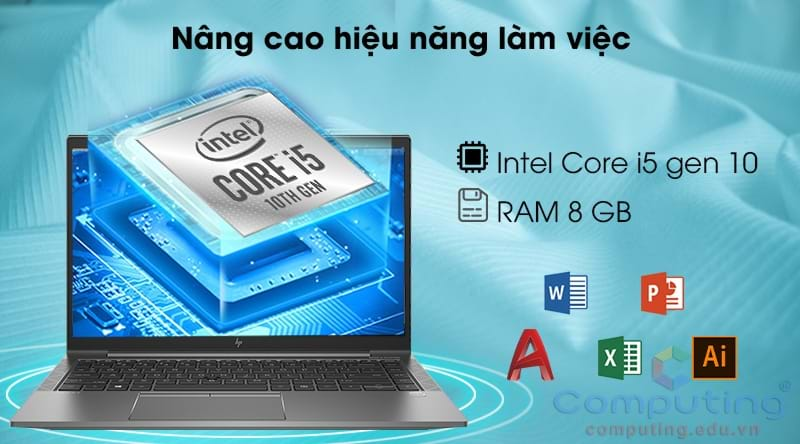 Nâng cao hiệu năng làm việc
intel
CORE i5
10TH GEN
Intel Core i5 gen 10
RAM 8 GB
hp
W
P
A
X
Ai
Computing®
computing.edu.vn